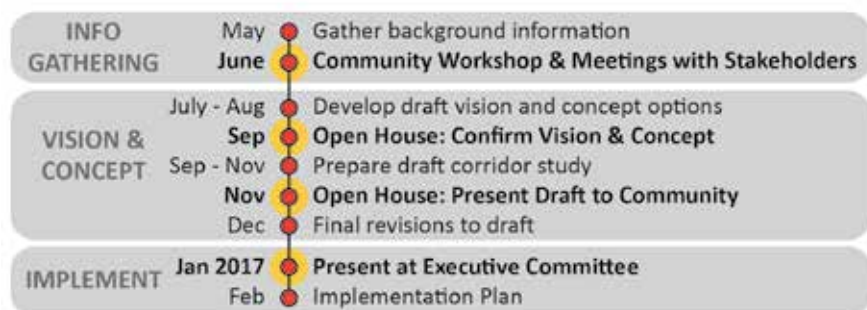 INFO
GATHERING
May Gather background information
June Community Workshop & Meetings with Stakeholders
VISION &
CONCEPT
July - Aug Develop draft vision and concept options
Sep Open House: Confirm Vision & Concept
Sep - Nov Prepare draft corridor study
Nov Open House: Present Draft to Community
Dec Final revisions to draft
IMPLEMENT
Jan 2017 Present at Executive Committee
Feb Implementation Plan